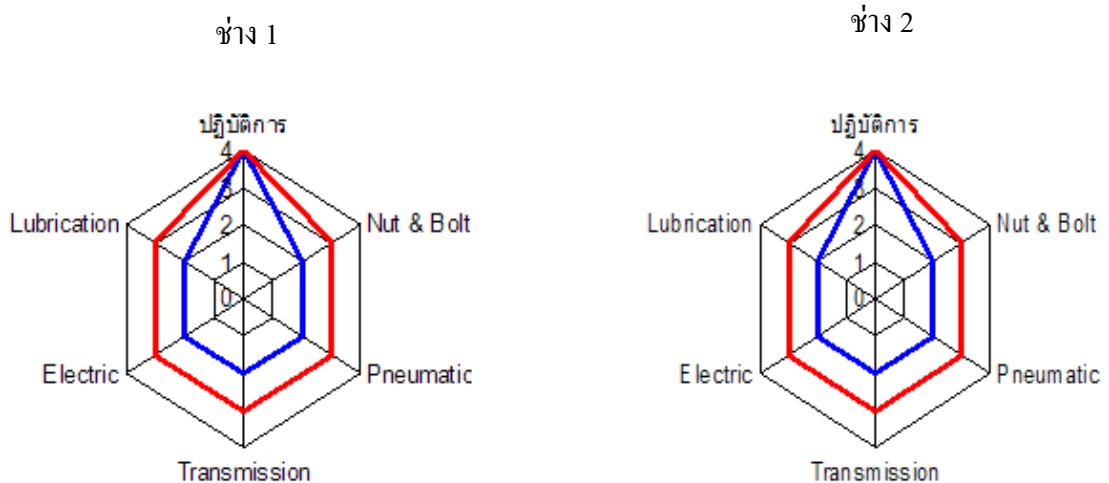 ช่าง 1
ปฏิบัติการ
4
3
2
1
0
Lubrication
Nut & Bolt
Electric
Pneumatic
Transmission
ช่าง 2
ปฏิบัติการ
4
3
2
1
0
Lubrication
Nut & Bolt
Electric
Pneumatic
Transmission